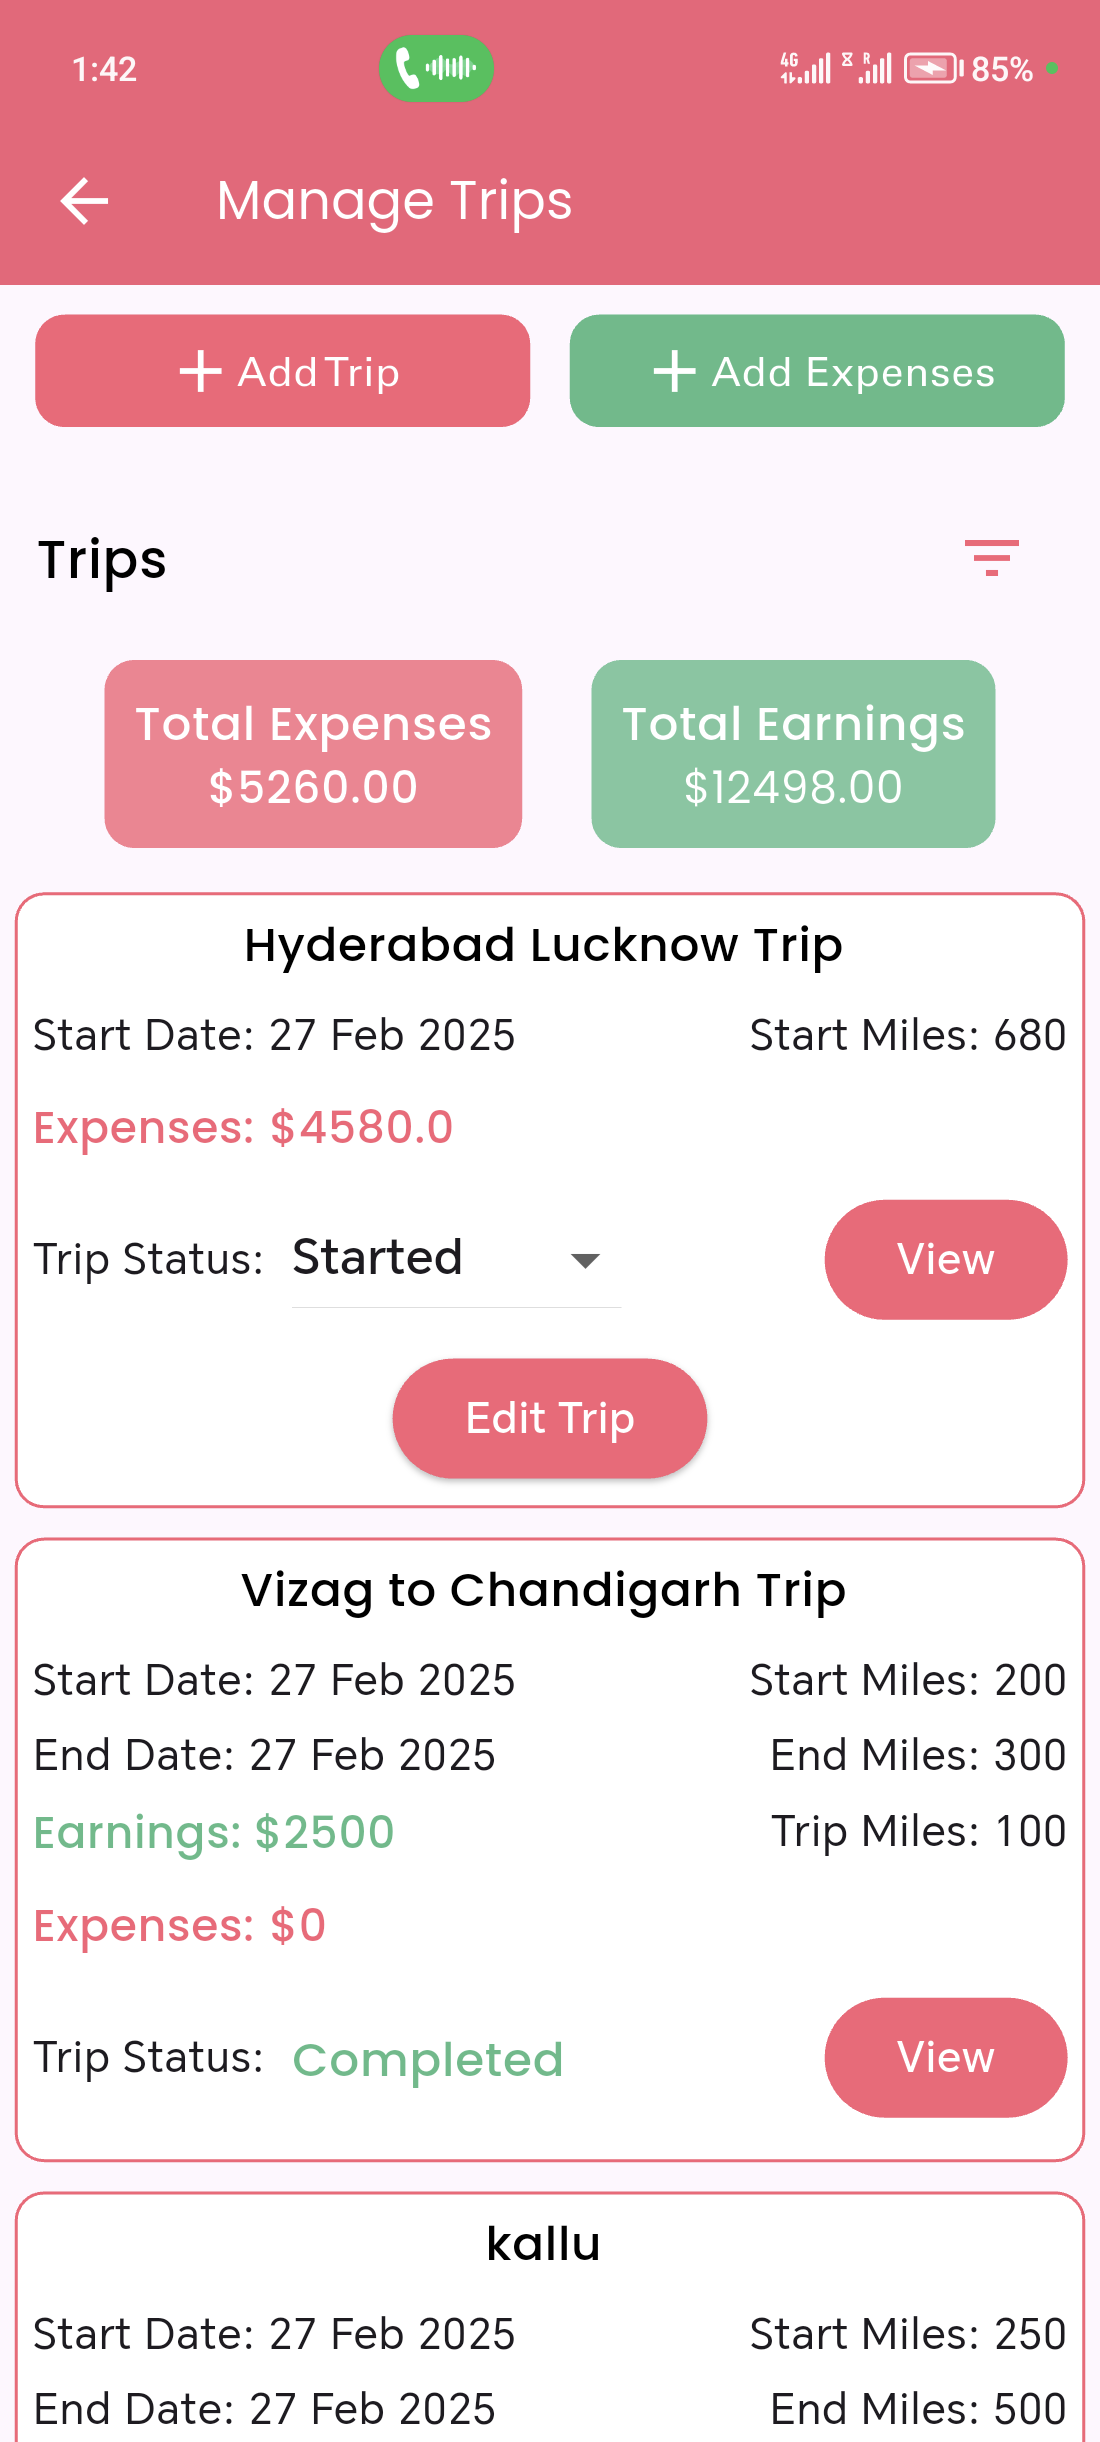 1:42
4G
R
85%
Manage Trips
Add Trip
Add Expenses
Trips
Total Expenses
$5260.00
Total Earnings
$12498.00
Hyderabad Lucknow Trip
Start Date: 27 Feb 2025
Start Miles: 680
Expenses: $4580.0
Trip Status: Started
View
Edit Trip
Vizag to Chandigarh Trip
Start Date: 27 Feb 2025
Start Miles: 200
End Date: 27 Feb 2025
End Miles: 300
Earnings: $2500
Trip Miles: 100
Expenses: $0
Trip Status: Completed
View
kallu
Start Date: 27 Feb 2025
Start Miles: 250
End Date: 27 Feb 2025
End Miles: 500